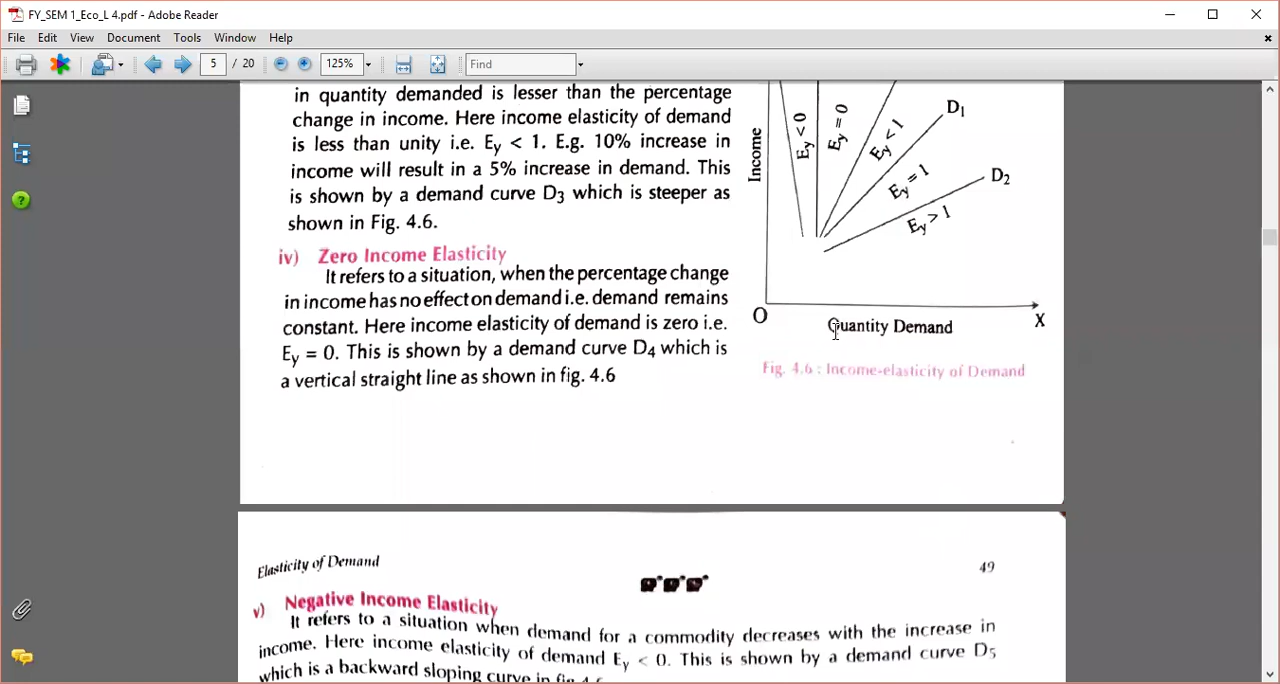 FY_SEM 1_Eco_L 4.pdf - Adobe Reader
File Edit View Document Tools Window Help
5 / 20 125% Find
in quantity demanded is lesser than the percentage
change in income. Here income elasticity of demand
is less than unity i.e. Ey < 1. E.g. 10% increase in
income will result in a 5% increase in demand. This
is shown by a demand curve D3 which is steeper as
shown in Fig. 4.6.
iv) Zero Income Elasticity
It refers to a situation, when the percentage change
in income has no effect on demand i.e. demand remains
constant. Here income elasticity of demand is zero i.e.
Ey = 0. This is shown by a demand curve D4 which is
a vertical straight line as shown in fig. 4.6
Income
Ey < 0
Ey = 0
Ey < 1
Ey = 1
Ey > 1
D1
D2
O
X
Quantity Demand
Fig. 4.6 : Income-elasticity of Demand
Elasticity of Demand
49
v) Negative Income Elasticity
It refers to a situation when demand for a commodity decreases with the increase in
income. Here income elasticity of demand Ey < 0. This is shown by a demand curve D5
which is a backward sloping curve in fig 4.6